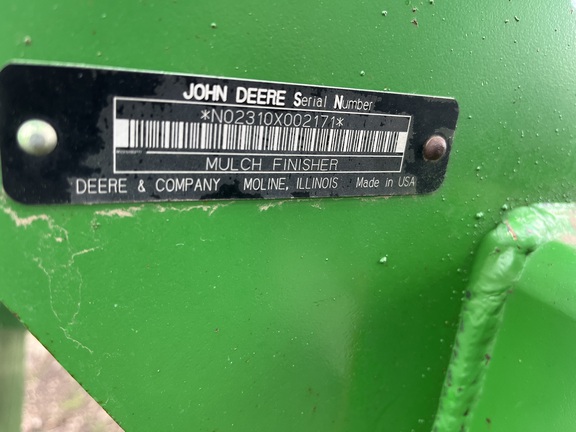 JOHN DEERE Serial Number
*N02310X002171*
MULCH FINISHER
DEERE & COMPANY MOLINE, ILLINOIS Made in USA